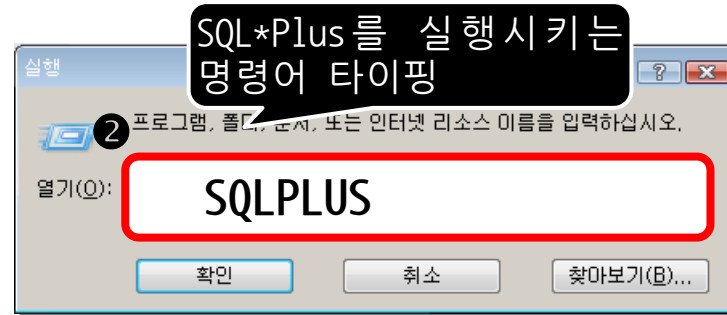 SQL*Plus를 실행시키는
명령어 타이핑
실행
2
프로그램, 폴더, 문서, 또는 인터넷 리소스 이름을 입력하십시오.
열기(O):
SQLPLUS
확인
취소
찾아보기(B)...